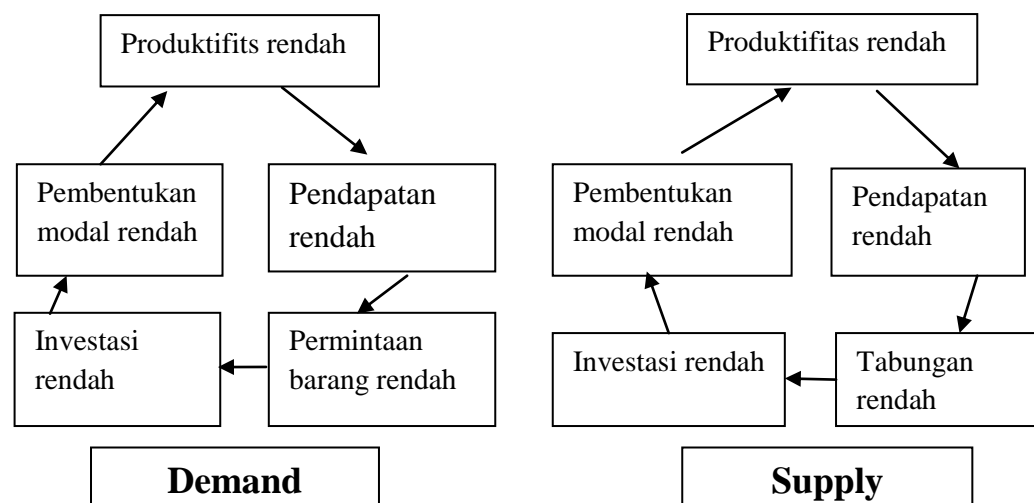 Produktifits rendah
Pembentukan
modal rendah
Pendapatan
rendah
Investasi
rendah
Permintaan
barang rendah
Demand
Produktifitas rendah
Pembentukan
modal rendah
Pendapatan
rendah
Investasi rendah
Tabungan
rendah
Supply